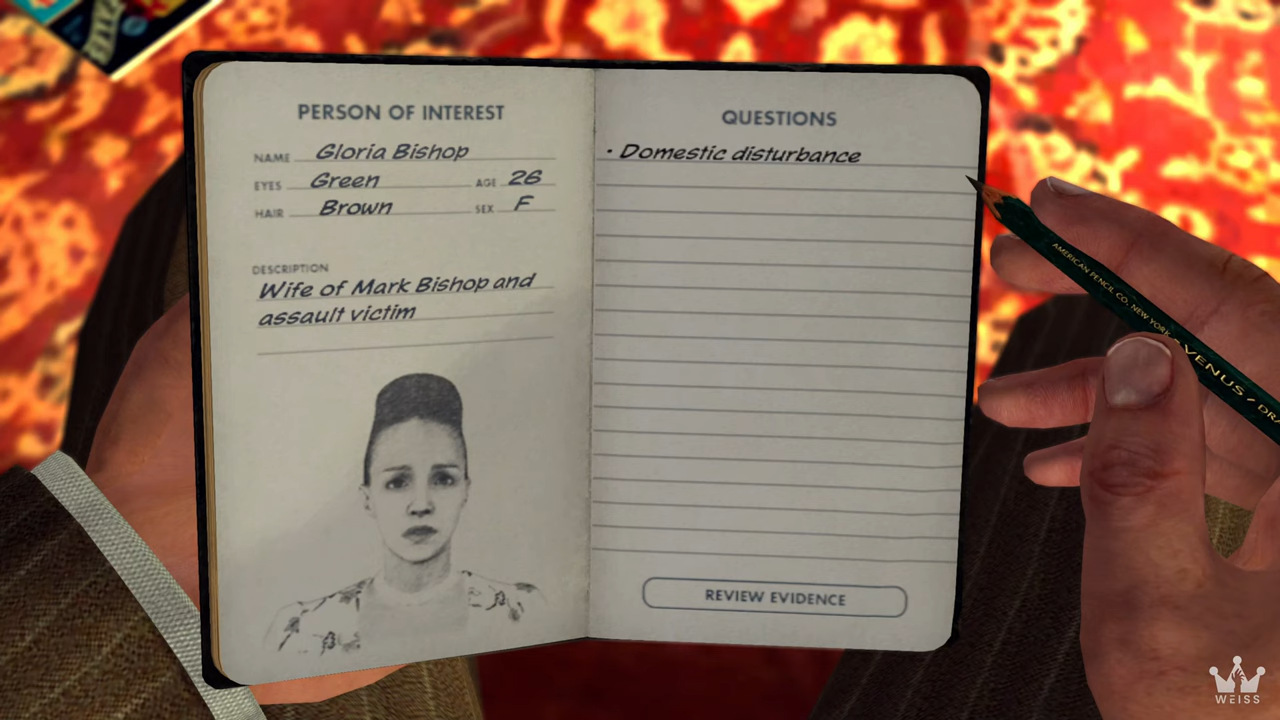 PERSON OF INTEREST
NAME Gloria Bishop
EYES Green AGE 26
HAIR Brown SEX F
DESCRIPTION
Wife of Mark Bishop and
assault victim
QUESTIONS
· Domestic disturbance
REVIEW EVIDENCE
AMERICAN PENCIL CO. NEW YORK VENUS / DRA
WEISS